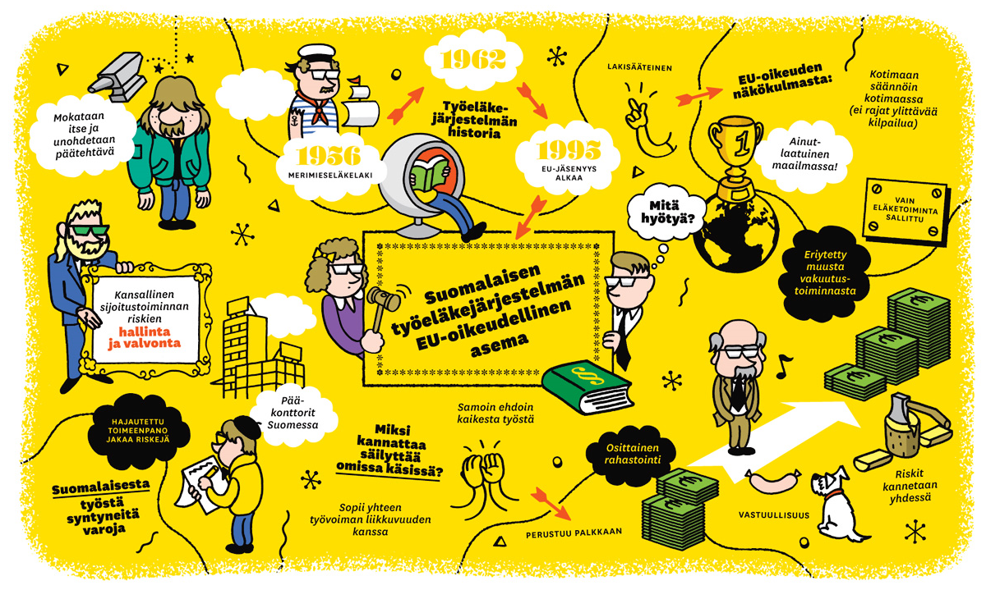 Mokataan
itse ja
unohdetaan
päätehtävä
1956
MERIMIESELÄKELAKI
1962
Työeläke-
järjestelmän
historia
1995
EU-JÄSENYYS
ALKAA
LAKISÄÄTEINEN
EU-oikeuden
näkökulmasta:
Kotimaan
säännöin
kotimaassa
(ei rajat ylittävää
kilpailua)
1
Ainut-
laatuinen
maailmassa!
Mitä
hyötyä?
VAIN
ELÄKETOIMINTA
SALLITTU
Eriytetty
muusta
vakuutus-
toiminnasta
Kansallinen
sijoitustoiminnan
riskien
hallinta
ja valvonta
Suomalaisen
työeläkejärjestelmän
EU-oikeudellinen
asema
§
€
€
€
Pää-
konttorit
Suomessa
HAJAUTETTU
TOIMEENPANO
JAKAA RISKEJÄ
Suomalaisesta
työstä
syntyneitä
varoja
Miksi
kannattaa
säilyttää
omissa käsissä?
Samoin ehdoin
kaikesta työstä
Sopii yhteen
työvoiman liikkuvuuden
kanssa
Osittainen
rahastointi
PERUSTUU PALKKAAN
€
€
VASTUULLISUUS
Riskit
kannetaan
yhdessä